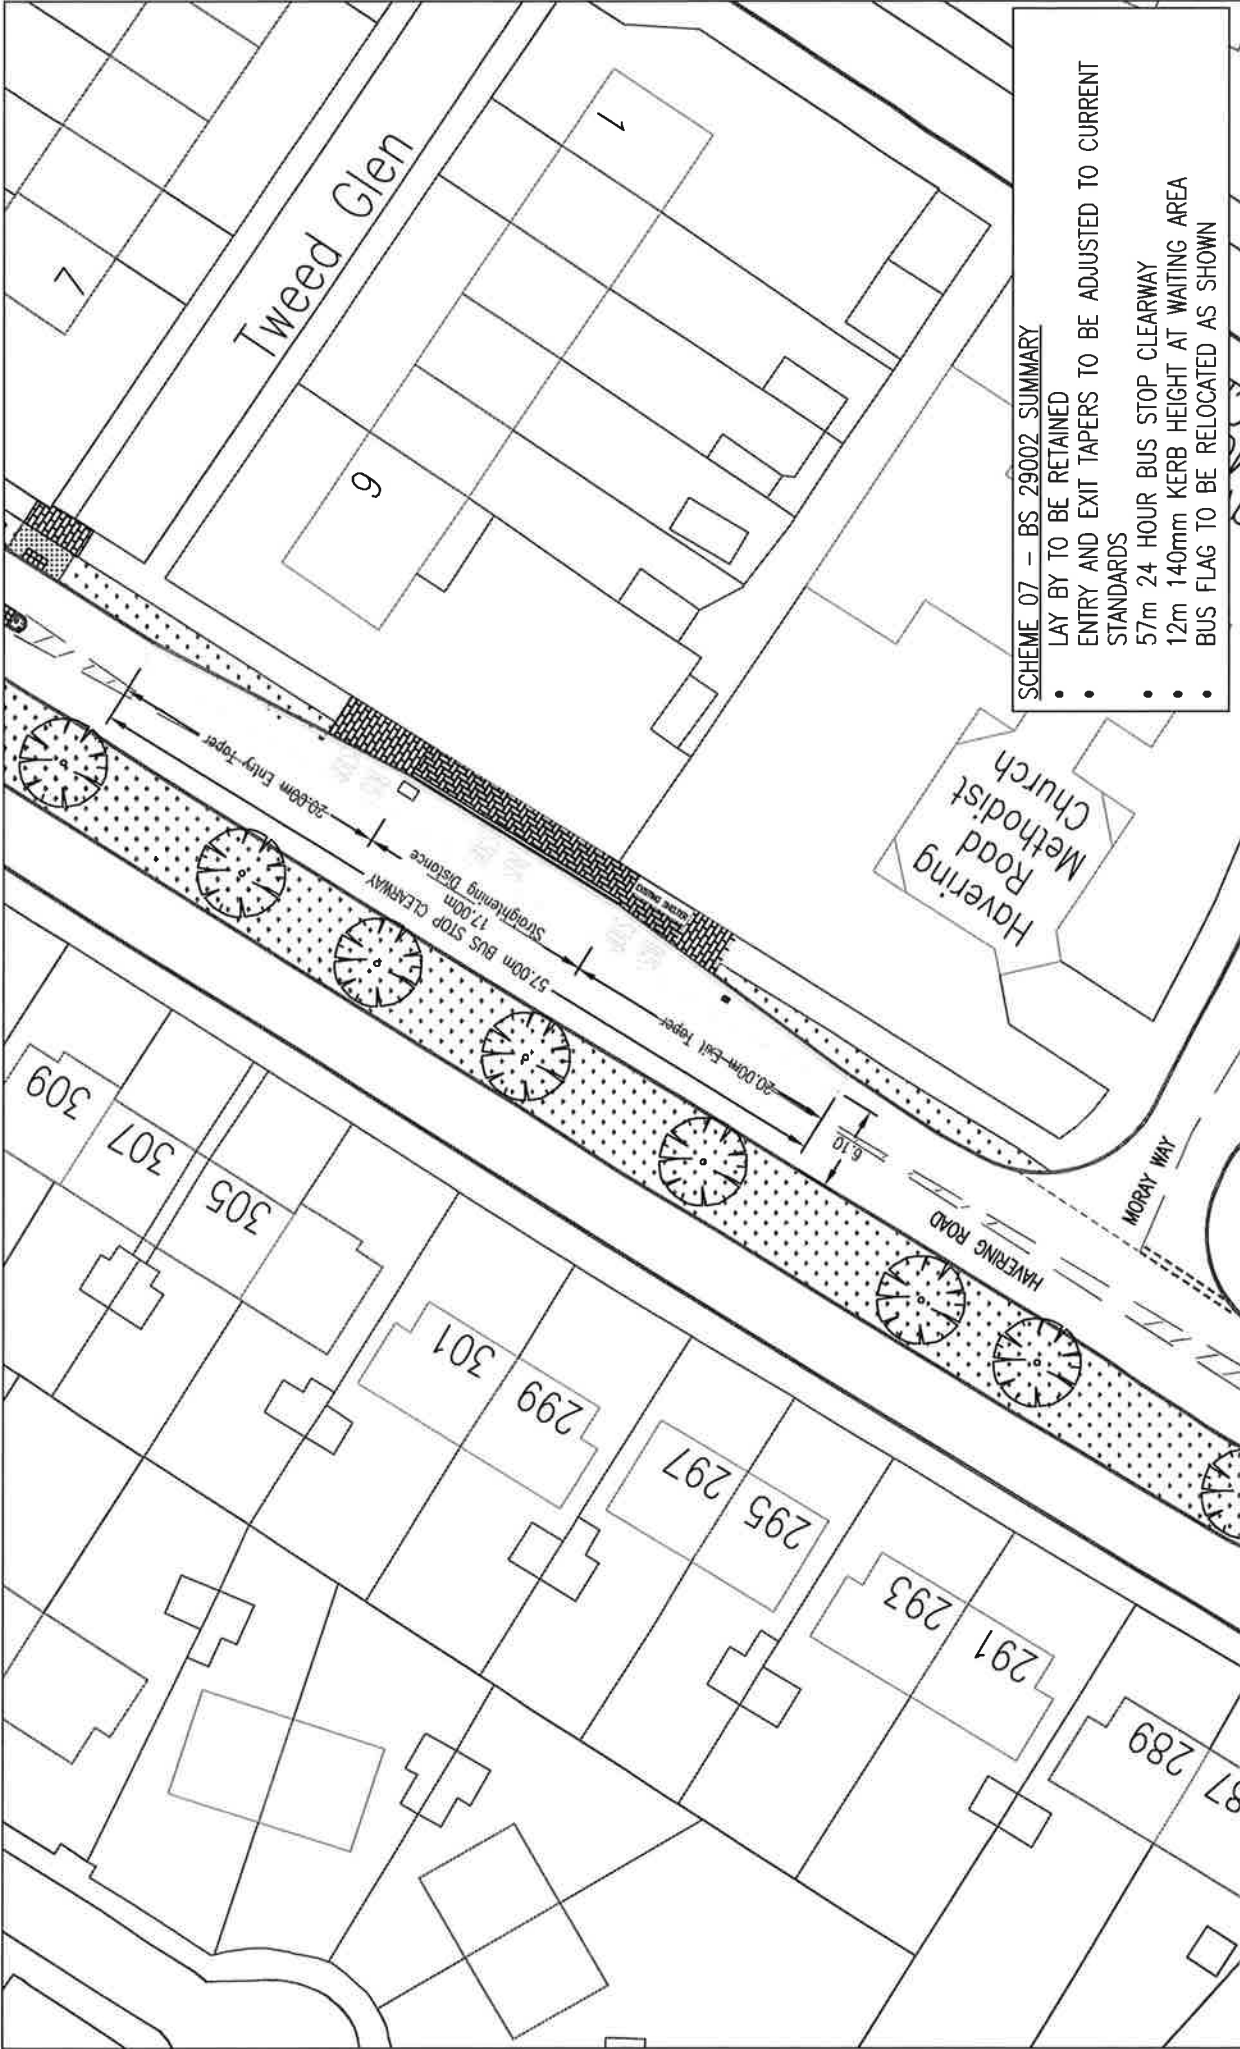 SCHEME 07 - BS 29002 SUMMARY
• LAY BY TO BE RETAINED
• ENTRY AND EXIT TAPERS TO BE ADJUSTED TO CURRENT
STANDARDS
• 57m 24 HOUR BUS STOP CLEARWAY
• 12m 140mm KERB HEIGHT AT WAITING AREA
• BUS FLAG TO BE RELOCATED AS SHOWN
Tweed Glen
7
1
9
Havering
Road
Methodist
Church
20.00m Entry Taper
17.00m
Straightening Distance
57.00m BUS STOP CLEARWAY
20.00m Exit Taper
6.10
HAVERING ROAD
MORAY WAY
309
307
305
301
299
297
295
293
291
289